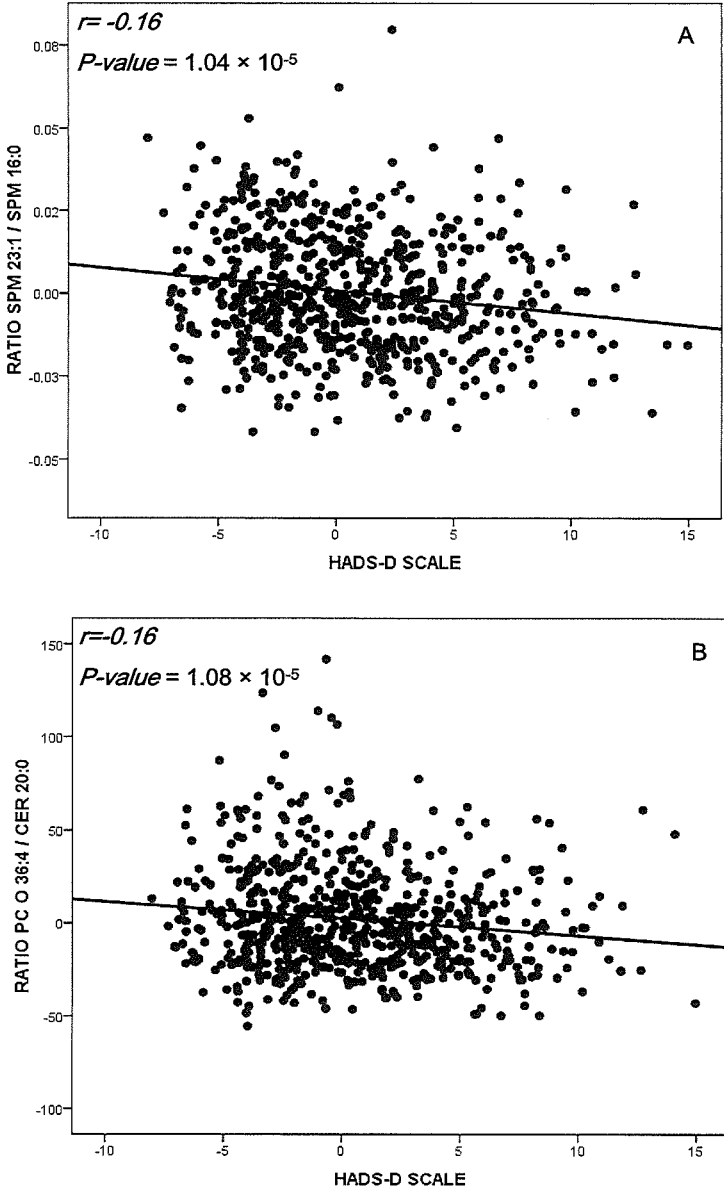 r= -0.16
A
P-value = 1.04 × 10-5
0.08
0.05
0.02
0.00
-0.03
-0.05
RATIO SPM 23:1 / SPM 16:0
-10
-5
0
5
10
15
HADS-D SCALE
r=-0.16
B
P-value = 1.08 × 10-5
150
100
50
0
-50
-100
RATIO PC O 36:4 / CER 20:0
-10
-5
0
5
10
15
HADS-D SCALE